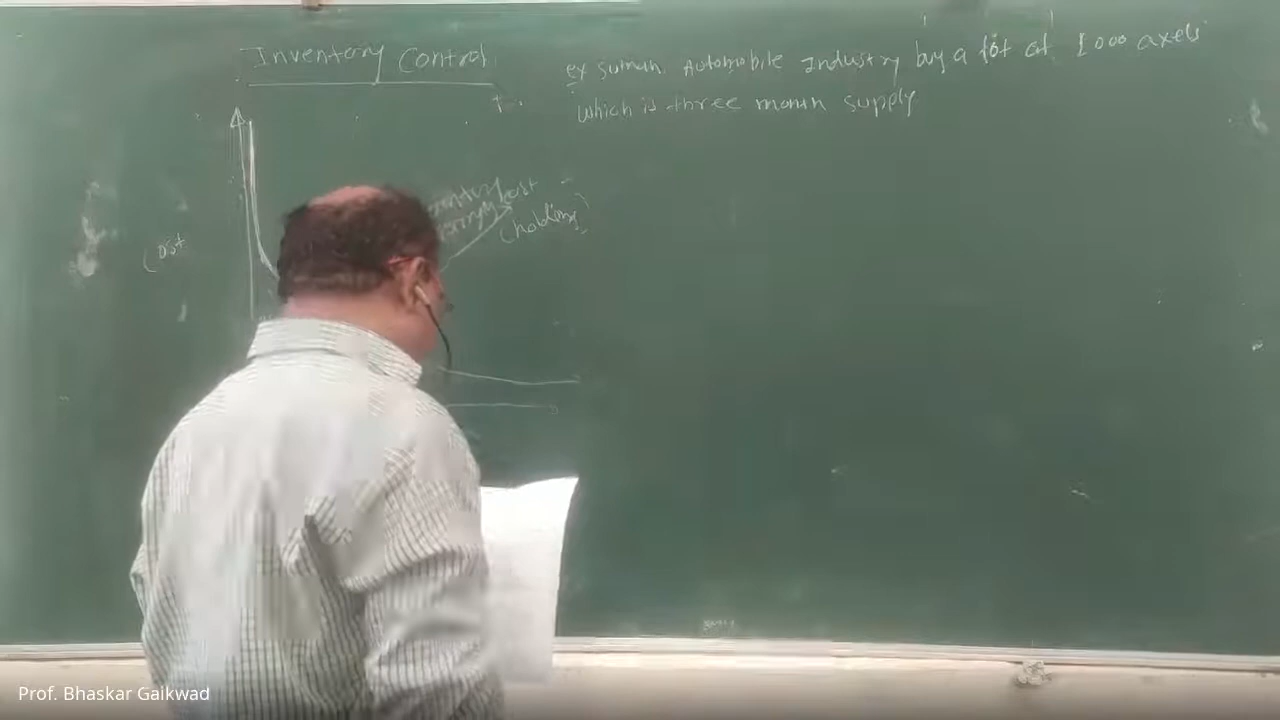 Inventory Control
ex Suman. Automobile Industry buy a lot of 1000 axels
which is three month supply
cost
(holding)
Cost
Prof. Bhaskar Gaikwad